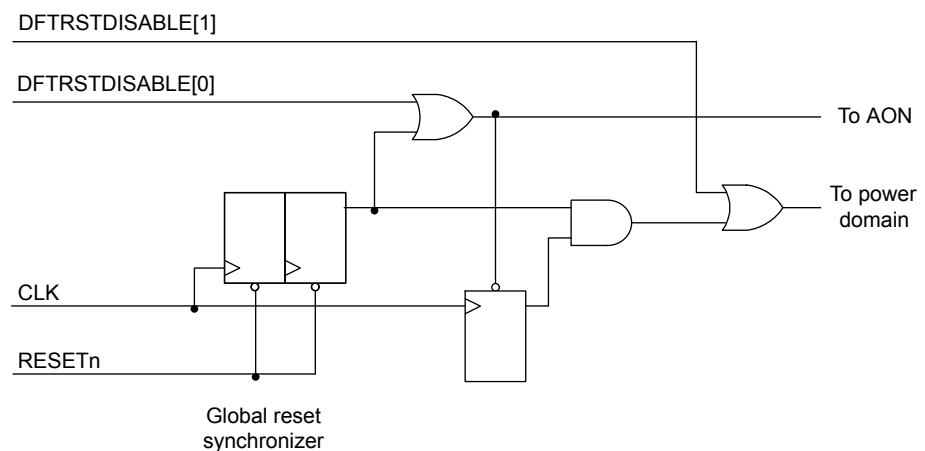 DFTRSTDISABLE[1]
DFTRSTDISABLE[0]
To AON
To power
domain
CLK
RESETn
Global reset
synchronizer